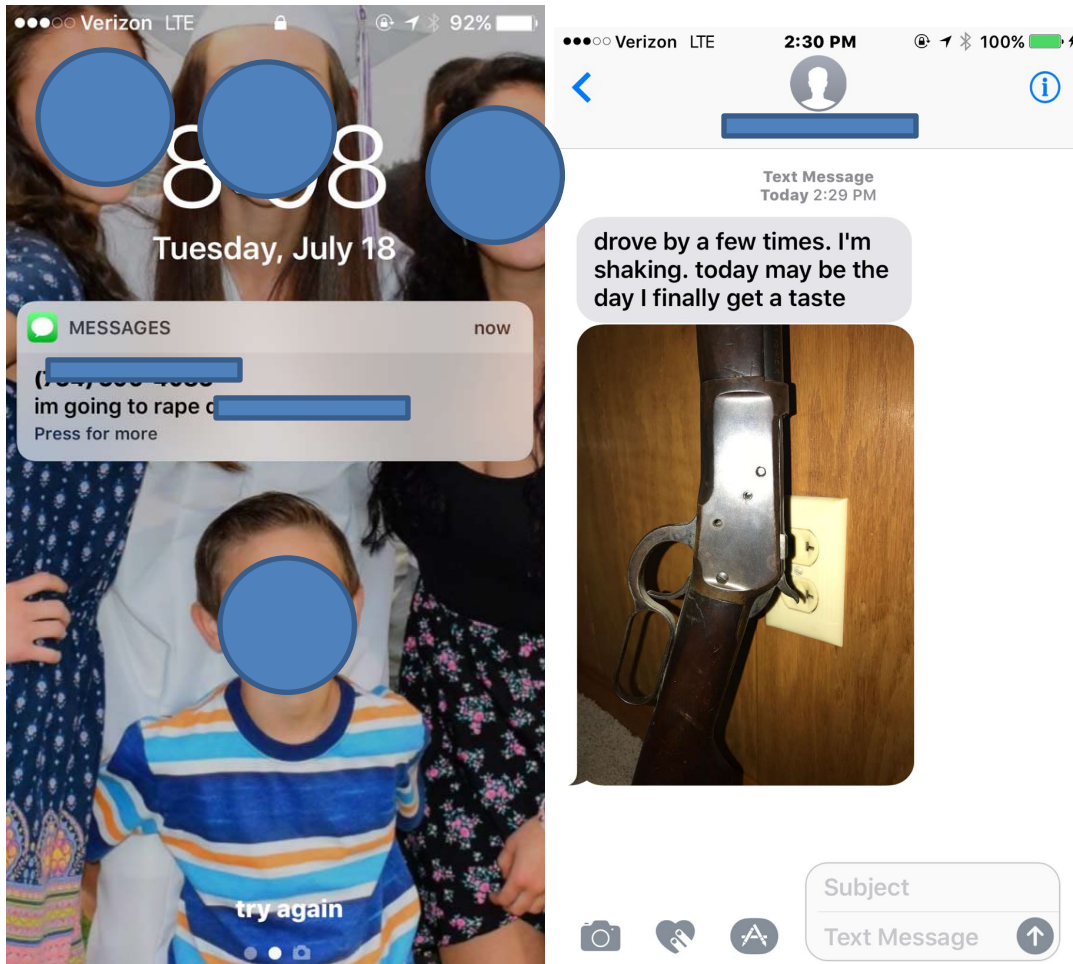 Verizon LTE
92%
8:08
Tuesday, July 18
MESSAGES
now
im going to rape
Press for more
try again
Verizon LTE
2:30 PM
100%
Text Message
Today 2:29 PM
drove by a few times. I'm
shaking. today may be the
day I finally get a taste
Subject
Text Message